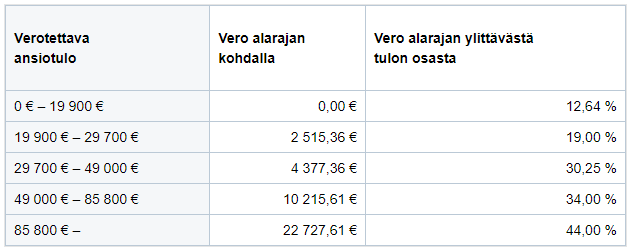 Verotettava
ansiotulo
Vero alarajan
kohdalla
Vero alarajan ylittävästä
tulon osasta
0 € – 19 900 € 0,00 € 12,64 %
19 900 € – 29 700 € 2 515,36 € 19,00 %
29 700 € – 49 000 € 4 377,36 € 30,25 %
49 000 € – 85 800 € 10 215,61 € 34,00 %
85 800 € – 22 727,61 € 44,00 %